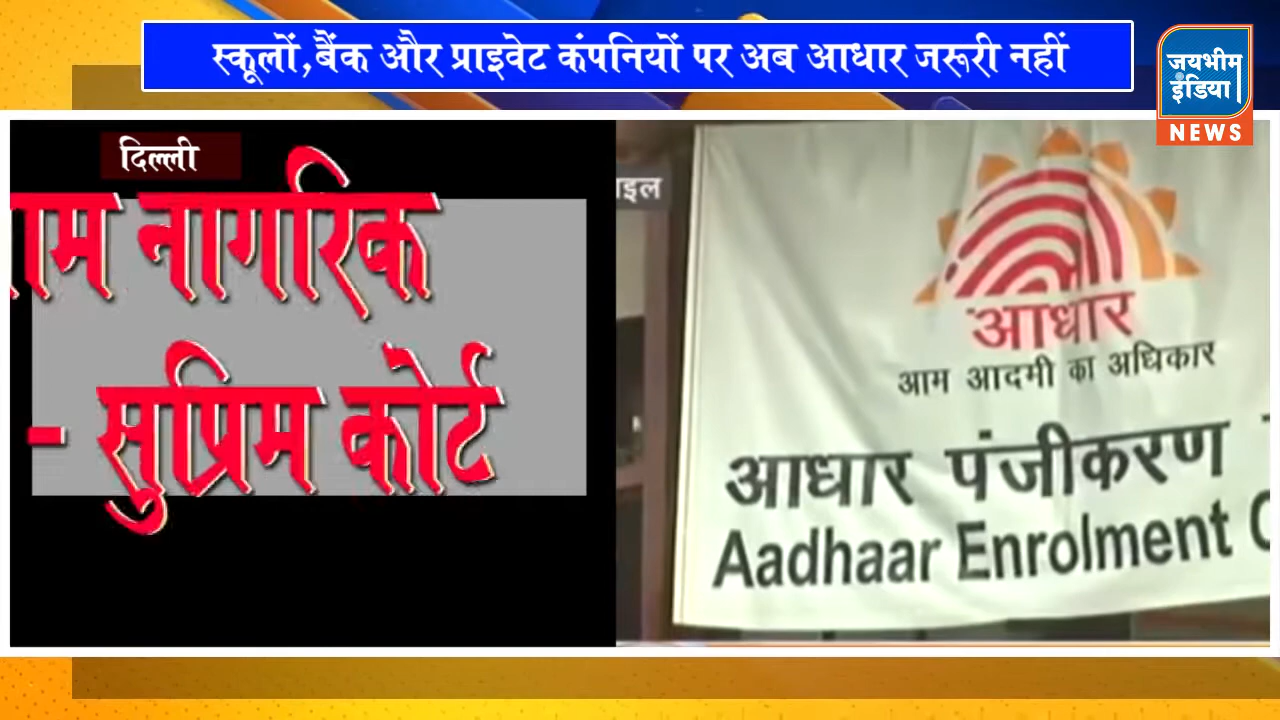 स्कूलों,बैंक और प्राइवेट कंपनियों पर अब आधार जरूरी नहीं
जयभीम
इंडिया
NEWS
दिल्ली
नागरिक
- सुप्रिम कोर्ट
आधार
आम आदमी का अधिकार
आधार पंजीकरण
Aadhaar Enrolment